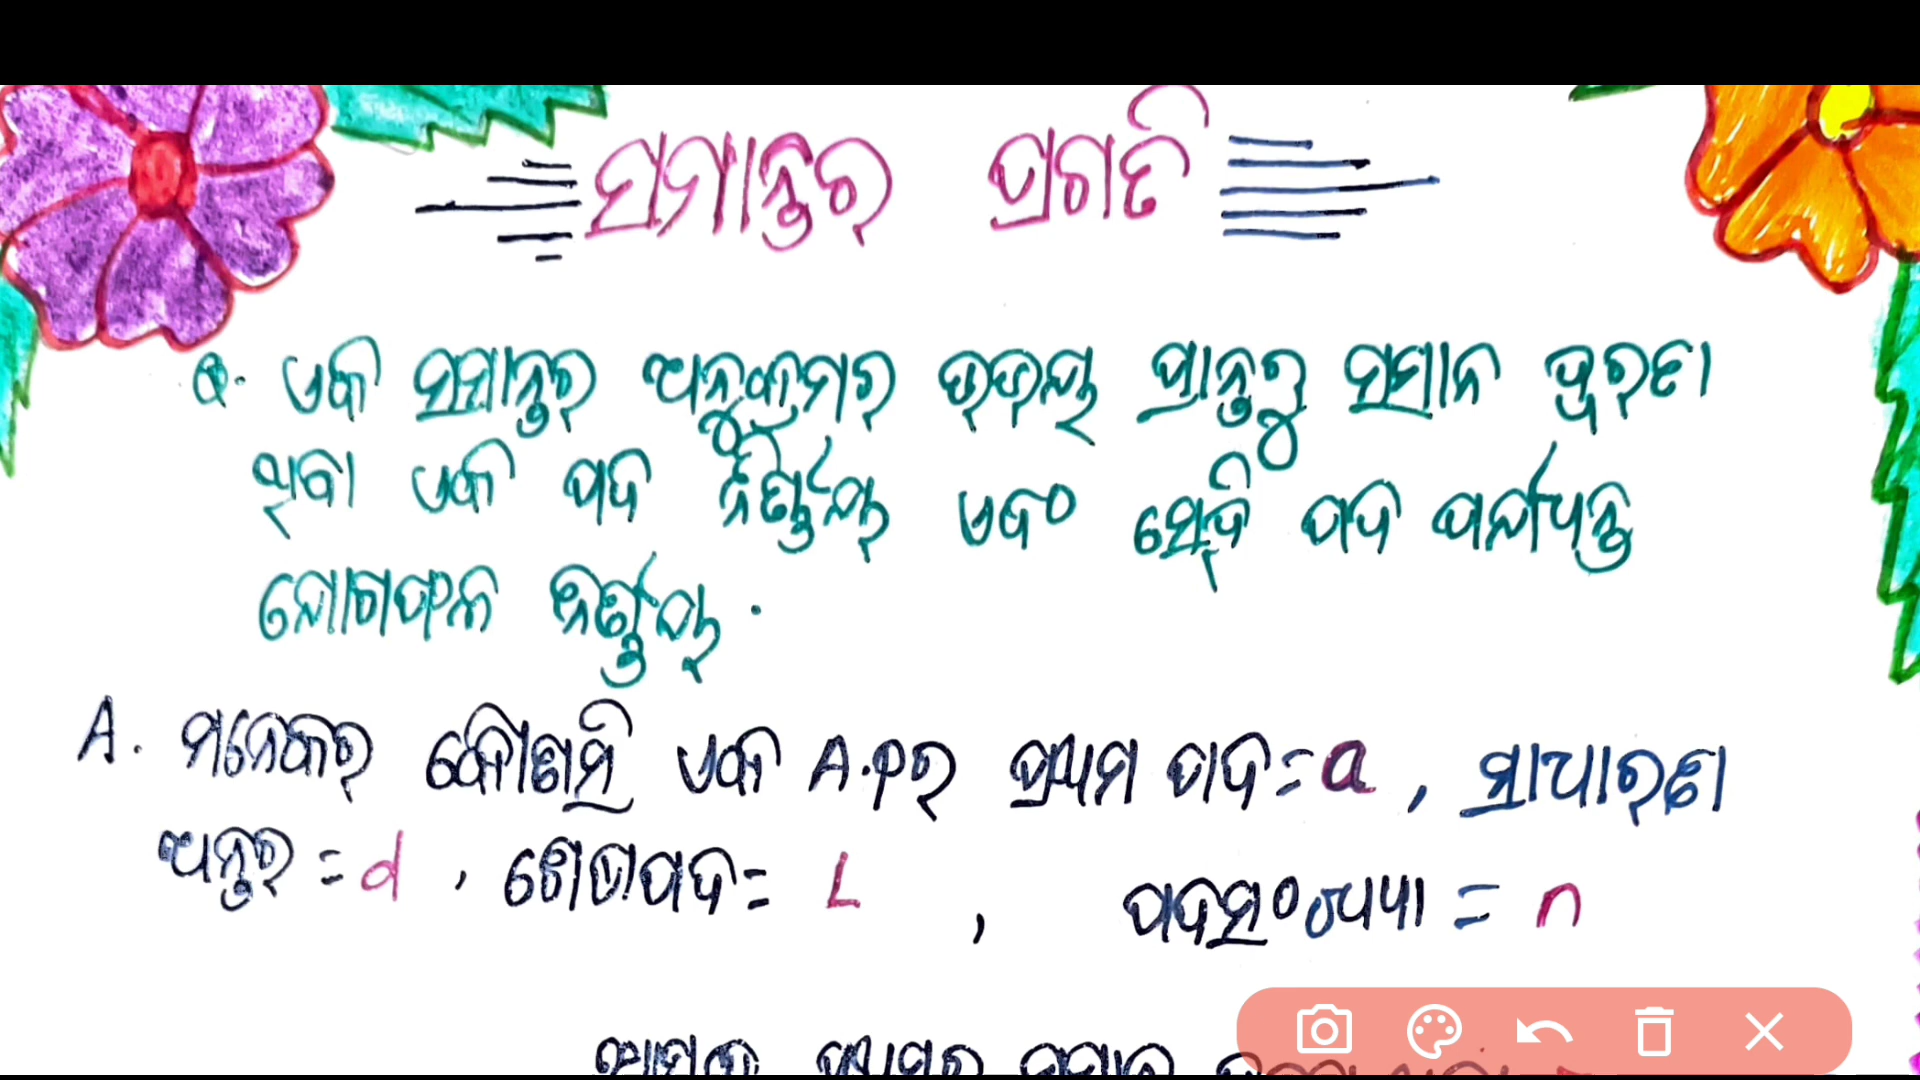 ସମାନ୍ତର ପ୍ରଗତି
Q. ଏକ ସମାନ୍ତର ଅନୁକ୍ରମର ଉଭୟ ପ୍ରାନ୍ତରୁ ସମାନ ଦୂରତା
ଥିବା ଏକ ପଦ ନିର୍ଣ୍ଣୟ ଏବଂ ସେହି ପଦ ପର୍ଯ୍ୟନ୍ତ
ଯୋଗଫଳ ନିର୍ଣ୍ଣୟ.
A. ମନେକର କୌଣସି ଏକ A.P ର ପ୍ରଥମ ପଦ = a , ସାଧାରଣ
ଅନ୍ତର = d , ଶେଷପଦ = L , ପଦସଂଖ୍ୟା = n